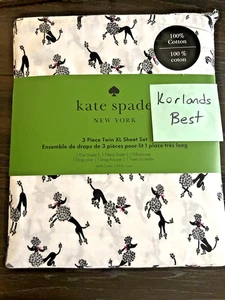 100%
Cotton
100 %
coton
kate spade
NEW YORK
Korlands
Best
3 Piece Twin XL Sheet Set
Ensemble de draps de 3 pièces pour lit 1 place très long